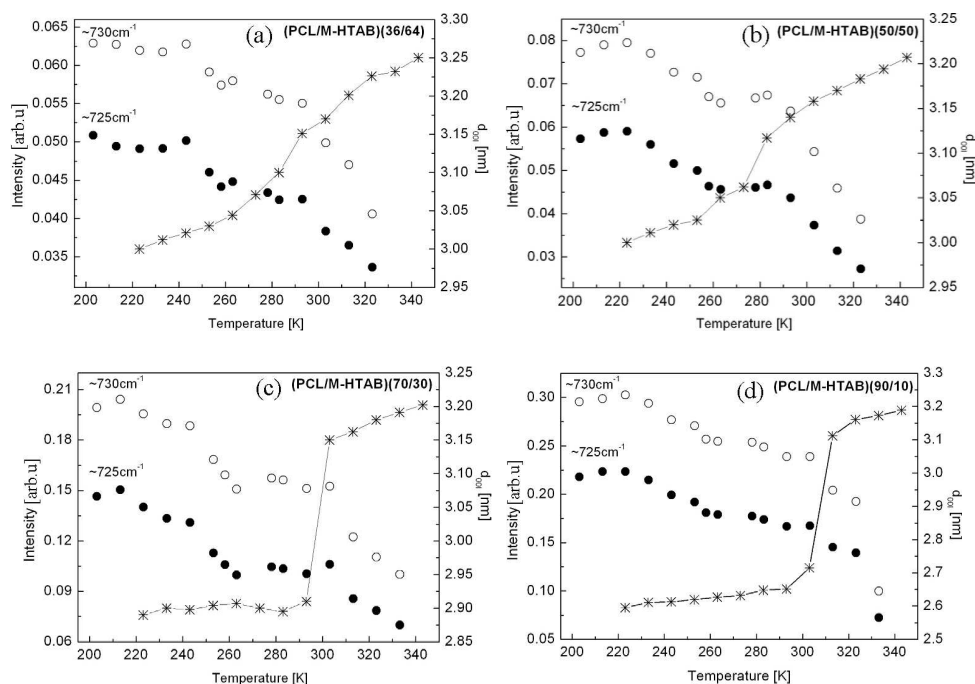 (a) (PCL/M-HTAB)(36/64)
~730cm⁻¹
~725cm⁻¹
Intensity [arb.u]
0.065
0.060
0.055
0.050
0.045
0.040
0.035
3.30
3.25
3.20
3.15
3.10
3.05
3.00
2.95
d₀₀₁ [nm]
200 220 240 260 280 300 320 340
Temperature [K]
(b) (PCL/M-HTAB)(50/50)
~730cm⁻¹
~725cm⁻¹
Intensity [arb.u]
0.08
0.07
0.06
0.05
0.04
0.03
3.25
3.20
3.15
3.10
3.05
3.00
2.95
d₀₀₁ [nm]
200 220 240 260 280 300 320 340
Temperature [K]
(c) (PCL/M-HTAB)(70/30)
~730cm⁻¹
~725cm⁻¹
Intensity [arb.u]
0.21
0.18
0.15
0.12
0.09
0.06
3.25
3.20
3.15
3.10
3.05
3.00
2.95
2.90
2.85
d₀₀₁ [nm]
200 220 240 260 280 300 320 340
Temperature [K]
(d) (PCL/M-HTAB)(90/10)
~730cm⁻¹
~725cm⁻¹
Intensity [arb.u]
0.30
0.25
0.20
0.15
0.10
0.05
3.3
3.2
3.1
3.0
2.9
2.8
2.7
2.6
2.5
d₀₀₁ [nm]
200 220 240 260 280 300 320 340
Temperature [K]